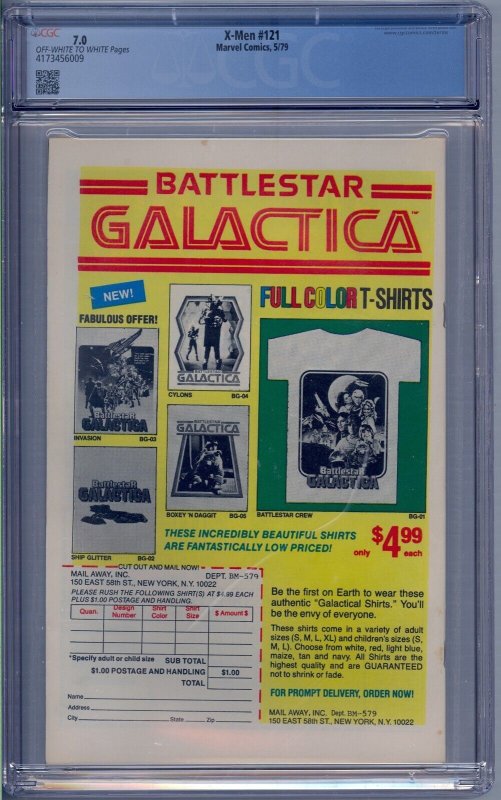 CGC
7.0
OFF-WHITE TO WHITE Pages
4173456009
X-Men #121
Marvel Comics, 5/79
CGC
BATTLESTAR
GALACTICA™
NEW!
FABULOUS OFFER!
FULL COLOR T-SHIRTS
Battlestar
GALACTICA
INVASION BG-03
BATTLESTAR
GALACTICA
CYLONS BG-04
Battlestar
GALACTICA
SHIP GLITTER BG-02
BATTLESTAR
GALACTICA
BOXEY 'N DAGGIT BG-05
Battlestar
GALACTICA
BATTLESTAR CREW BG-01
THESE INCREDIBLY BEAUTIFUL SHIRTS
ARE FANTASTICALLY LOW PRICED!
only $4.99 each
CUT OUT AND MAIL NOW!
MAIL AWAY, INC. DEPT. BM-579
150 EAST 58th ST., NEW YORK, N.Y. 10022
PLEASE RUSH THE FOLLOWING SHIRT(S) AT $4.99 EACH
PLUS $1.00 POSTAGE AND HANDLING.
Quan. Design Number Shirt Color Shirt Size $ Amount $
*Specify adult or child size SUB TOTAL
$1.00 POSTAGE AND HANDLING $1.00
TOTAL
Name
Address
City State Zip
Be the first on Earth to wear these
authentic "Galactical Shirts." You'll
be the envy of everyone.
These shirts come in a variety of adult
sizes (S, M, L, XL) and children's sizes (S,
M, L). Choose from white, red, light blue,
maize, tan and navy. All Shirts are the
highest quality and are GUARANTEED
not to shrink or fade.
FOR PROMPT DELIVERY, ORDER NOW!
MAIL AWAY, INC. Dept. BM-579
150 EAST 58th ST., NEW YORK, N.Y. 10022